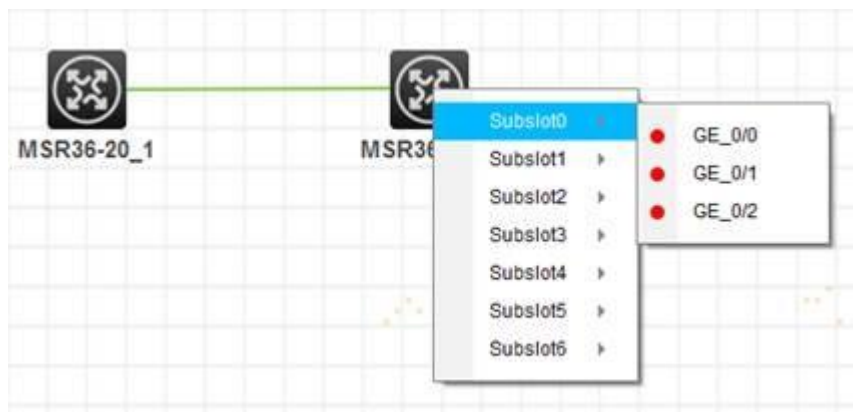 MSR36-20_1
MSR36
Subslot0
Subslot1
Subslot2
Subslot3
Subslot4
Subslot5
Subslot6
GE_0/0
GE_0/1
GE_0/2